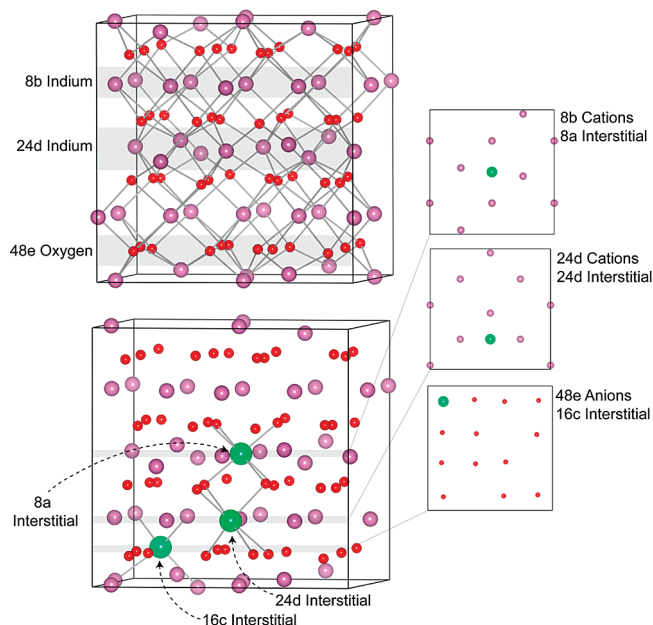 8b Indium
24d Indium
48e Oxygen
8b Cations
8a Interstitial
24d Cations
24d Interstitial
48e Anions
16c Interstitial
8a
Interstitial
24d Interstitial
16c Interstitial